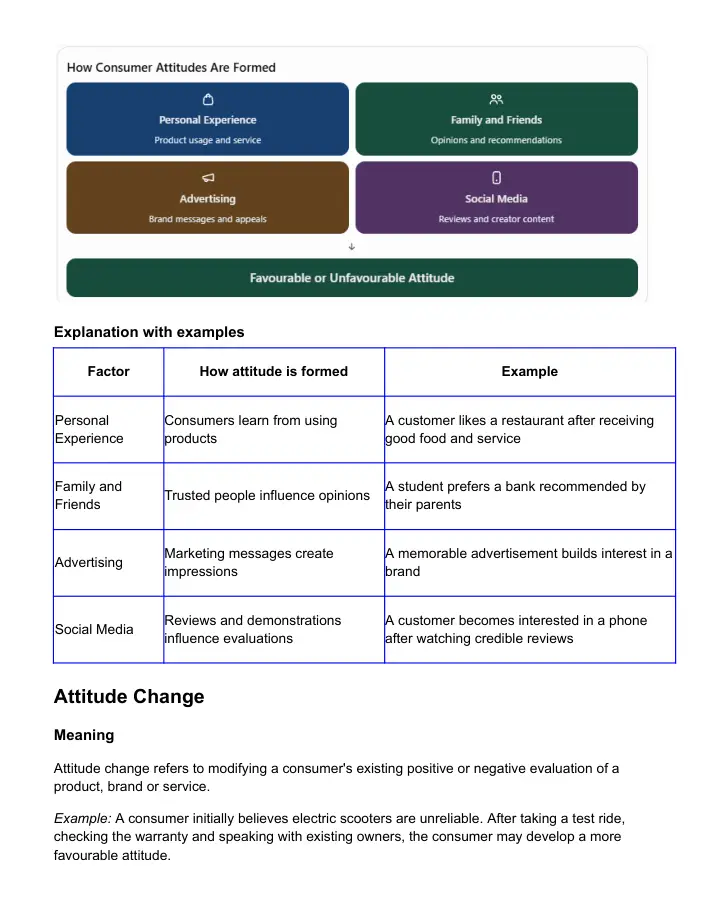 How Consumer Attitudes Are Formed
Personal Experience
Product usage and service
Family and Friends
Opinions and recommendations
Advertising
Brand messages and appeals
Social Media
Reviews and creator content
↓
Favourable or Unfavourable Attitude
Explanation with examples
Factor
How attitude is formed
Example
Personal
Experience
Consumers learn from using
products
A customer likes a restaurant after receiving
good food and service
Family and
Friends
Trusted people influence opinions
A student prefers a bank recommended by
their parents
Advertising
Marketing messages create
impressions
A memorable advertisement builds interest in a
brand
Social Media
Reviews and demonstrations
influence evaluations
A customer becomes interested in a phone
after watching credible reviews
Attitude Change
Meaning
Attitude change refers to modifying a consumer's existing positive or negative evaluation of a
product, brand or service.
Example: A consumer initially believes electric scooters are unreliable. After taking a test ride,
checking the warranty and speaking with existing owners, the consumer may develop a more
favourable attitude.